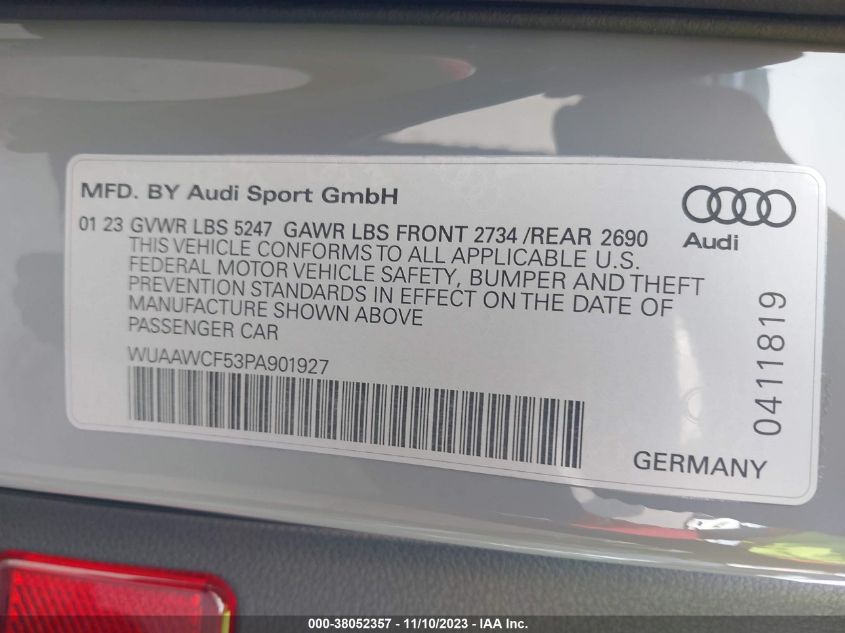 MFD. BY Audi Sport GmbH
01 23 GVWR LBS 5247 GAWR LBS FRONT 2734 /REAR 2690
THIS VEHICLE CONFORMS TO ALL APPLICABLE U.S.
FEDERAL MOTOR VEHICLE SAFETY, BUMPER AND THEFT
PREVENTION STANDARDS IN EFFECT ON THE DATE OF
MANUFACTURE SHOWN ABOVE
PASSENGER CAR
WUAAWCF53PA901927
Audi
0411819
GERMANY
000-38052357 - 11/10/2023 - IAA Inc.